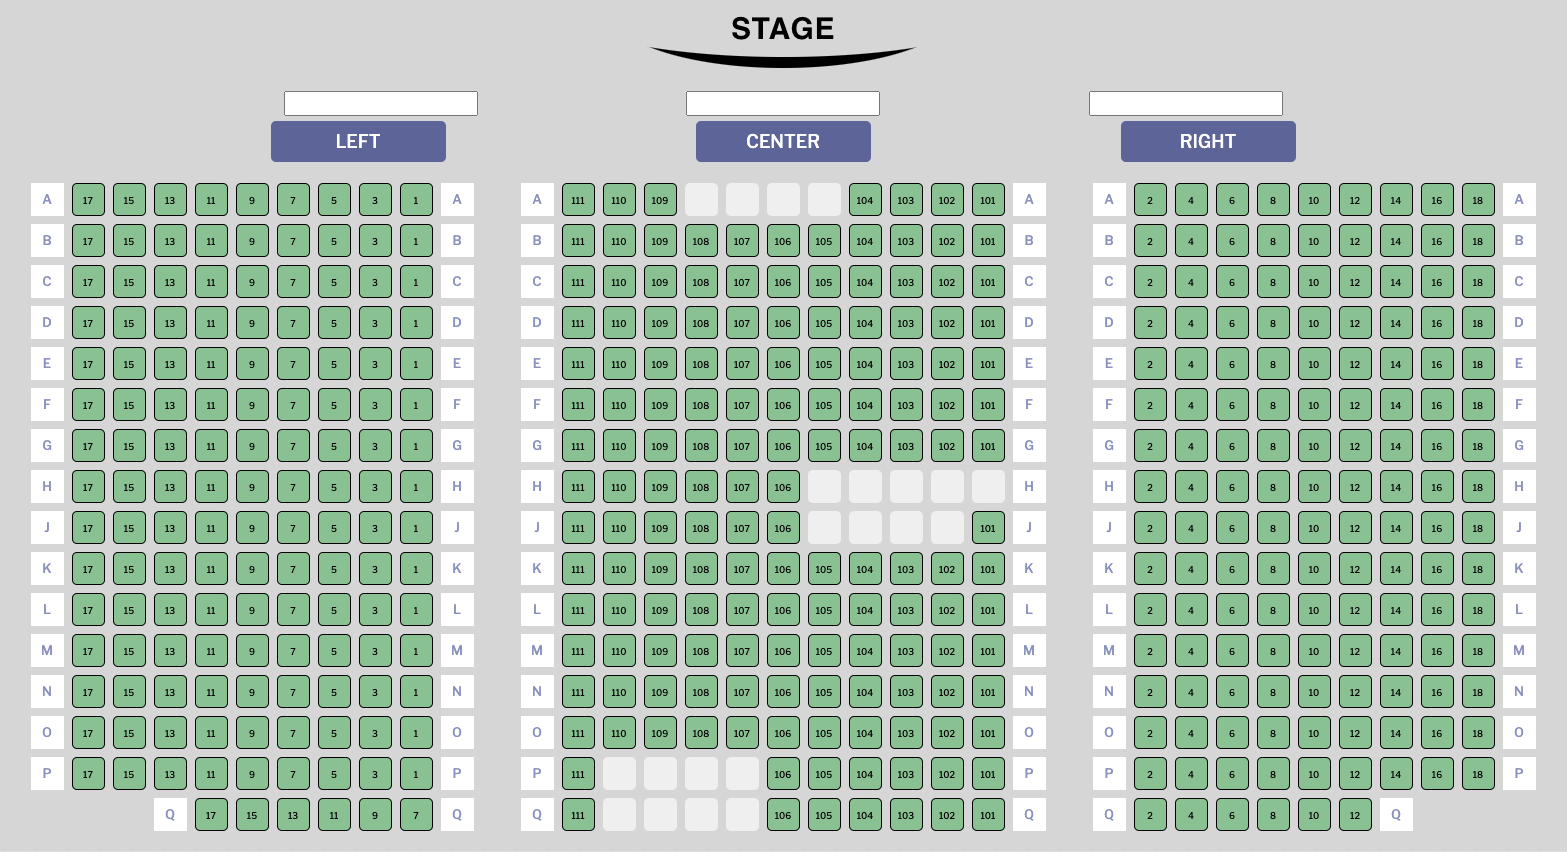 STAGE
LEFT CENTER RIGHT
A 17 15 13 11 9 7 5 3 1 A A 111 110 109 104 103 102 101 A A 2 4 6 8 10 12 14 16 18 A
B 17 15 13 11 9 7 5 3 1 B B 111 110 109 108 107 106 105 104 103 102 101 B B 2 4 6 8 10 12 14 16 18 B
C 17 15 13 11 9 7 5 3 1 C C 111 110 109 108 107 106 105 104 103 102 101 C C 2 4 6 8 10 12 14 16 18 C
D 17 15 13 11 9 7 5 3 1 D D 111 110 109 108 107 106 105 104 103 102 101 D D 2 4 6 8 10 12 14 16 18 D
E 17 15 13 11 9 7 5 3 1 E E 111 110 109 108 107 106 105 104 103 102 101 E E 2 4 6 8 10 12 14 16 18 E
F 17 15 13 11 9 7 5 3 1 F F 111 110 109 108 107 106 105 104 103 102 101 F F 2 4 6 8 10 12 14 16 18 F
G 17 15 13 11 9 7 5 3 1 G G 111 110 109 108 107 106 105 104 103 102 101 G G 2 4 6 8 10 12 14 16 18 G
H 17 15 13 11 9 7 5 3 1 H H 111 110 109 108 107 106 H H 2 4 6 8 10 12 14 16 18 H
J 17 15 13 11 9 7 5 3 1 J J 111 110 109 108 107 106 101 J J 2 4 6 8 10 12 14 16 18 J
K 17 15 13 11 9 7 5 3 1 K K 111 110 109 108 107 106 105 104 103 102 101 K K 2 4 6 8 10 12 14 16 18 K
L 17 15 13 11 9 7 5 3 1 L L 111 110 109 108 107 106 105 104 103 102 101 L L 2 4 6 8 10 12 14 16 18 L
M 17 15 13 11 9 7 5 3 1 M M 111 110 109 108 107 106 105 104 103 102 101 M M 2 4 6 8 10 12 14 16 18 M
N 17 15 13 11 9 7 5 3 1 N N 111 110 109 108 107 106 105 104 103 102 101 N N 2 4 6 8 10 12 14 16 18 N
O 17 15 13 11 9 7 5 3 1 O O 111 110 109 108 107 106 105 104 103 102 101 O O 2 4 6 8 10 12 14 16 18 O
P 17 15 13 11 9 7 5 3 1 P P 111 106 105 104 103 102 101 P P 2 4 6 8 10 12 14 16 18 P
Q 17 15 13 11 9 7 Q Q 111 106 105 104 103 102 101 Q Q 2 4 6 8 10 12 Q